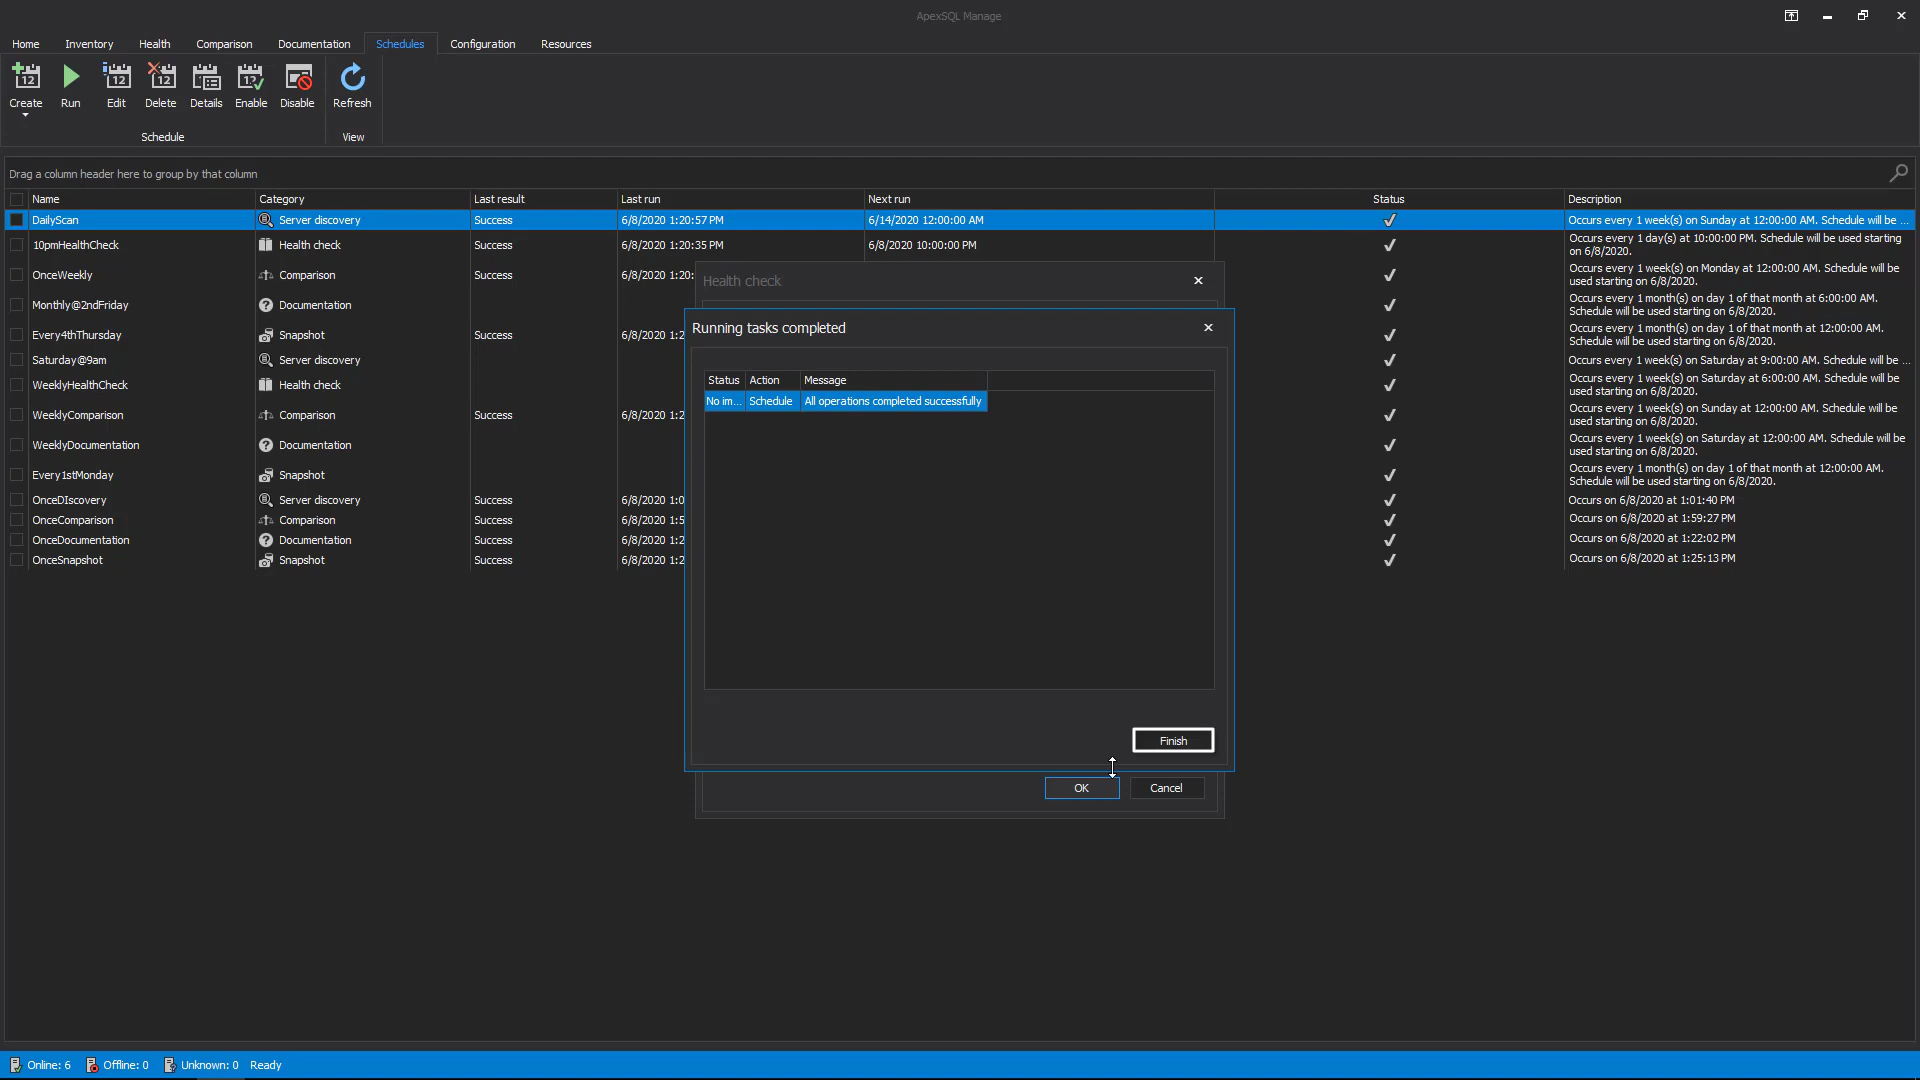 ApexSQL Manage
Home Inventory Health Comparison Documentation Schedules Configuration Resources
Create Run Edit Delete Details Enable Disable Refresh
Schedule View
Drag a column header here to group by that column
Name Category Last result Last run Next run Status Description
DailyScan Server discovery Success 6/8/2020 1:20:57 PM 6/14/2020 12:00:00 AM Occurs every 1 week(s) on Sunday at 12:00:00 AM. Schedule will be ...
10pmHealthCheck Health check Success 6/8/2020 1:20:35 PM 6/8/2020 10:00:00 PM Occurs every 1 day(s) at 10:00:00 PM. Schedule will be used starting
on 6/8/2020.
OnceWeekly Comparison Success 6/8/2020 1:20: Occurs every 1 week(s) on Monday at 12:00:00 AM. Schedule will be
used starting on 6/8/2020.
Monthly@2ndFriday Documentation Occurs every 1 month(s) on day 1 of that month at 6:00:00 AM.
Schedule will be used starting on 6/8/2020.
Every4thThursday Snapshot Success 6/8/2020 1:2 Occurs every 1 month(s) on day 1 of that month at 12:00:00 AM.
Schedule will be used starting on 6/8/2020.
Saturday@9am Server discovery Occurs every 1 week(s) on Saturday at 9:00:00 AM. Schedule will be ...
WeeklyHealthCheck Health check Occurs every 1 week(s) on Saturday at 6:00:00 AM. Schedule will be
used starting on 6/8/2020.
WeeklyComparison Comparison Success 6/8/2020 1:2 Occurs every 1 week(s) on Sunday at 12:00:00 AM. Schedule will be
used starting on 6/8/2020.
WeeklyDocumentation Documentation Occurs every 1 week(s) on Saturday at 12:00:00 AM. Schedule will be
used starting on 6/8/2020.
Every1stMonday Snapshot Occurs every 1 month(s) on day 1 of that month at 12:00:00 AM.
Schedule will be used starting on 6/8/2020.
OnceDIscovery Server discovery Success 6/8/2020 1:0 Occurs on 6/8/2020 at 1:01:40 PM
OnceComparison Comparison Success 6/8/2020 1:5 Occurs on 6/8/2020 at 1:59:27 PM
OnceDocumentation Documentation Success 6/8/2020 1:2 Occurs on 6/8/2020 at 1:22:02 PM
OnceSnapshot Snapshot Success 6/8/2020 1:2 Occurs on 6/8/2020 at 1:25:13 PM
Health check
Running tasks completed
Status Action Message
No im... Schedule All operations completed successfully
Finish
OK Cancel
Online: 6 Offline: 0 Unknown: 0 Ready